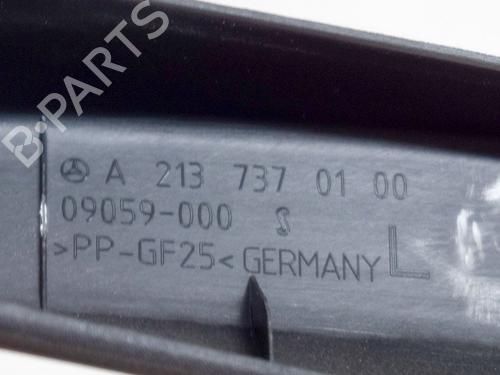 B-PARTS
A 213 737 01 00
09059-000 S
>PP-GF25< GERMANY L